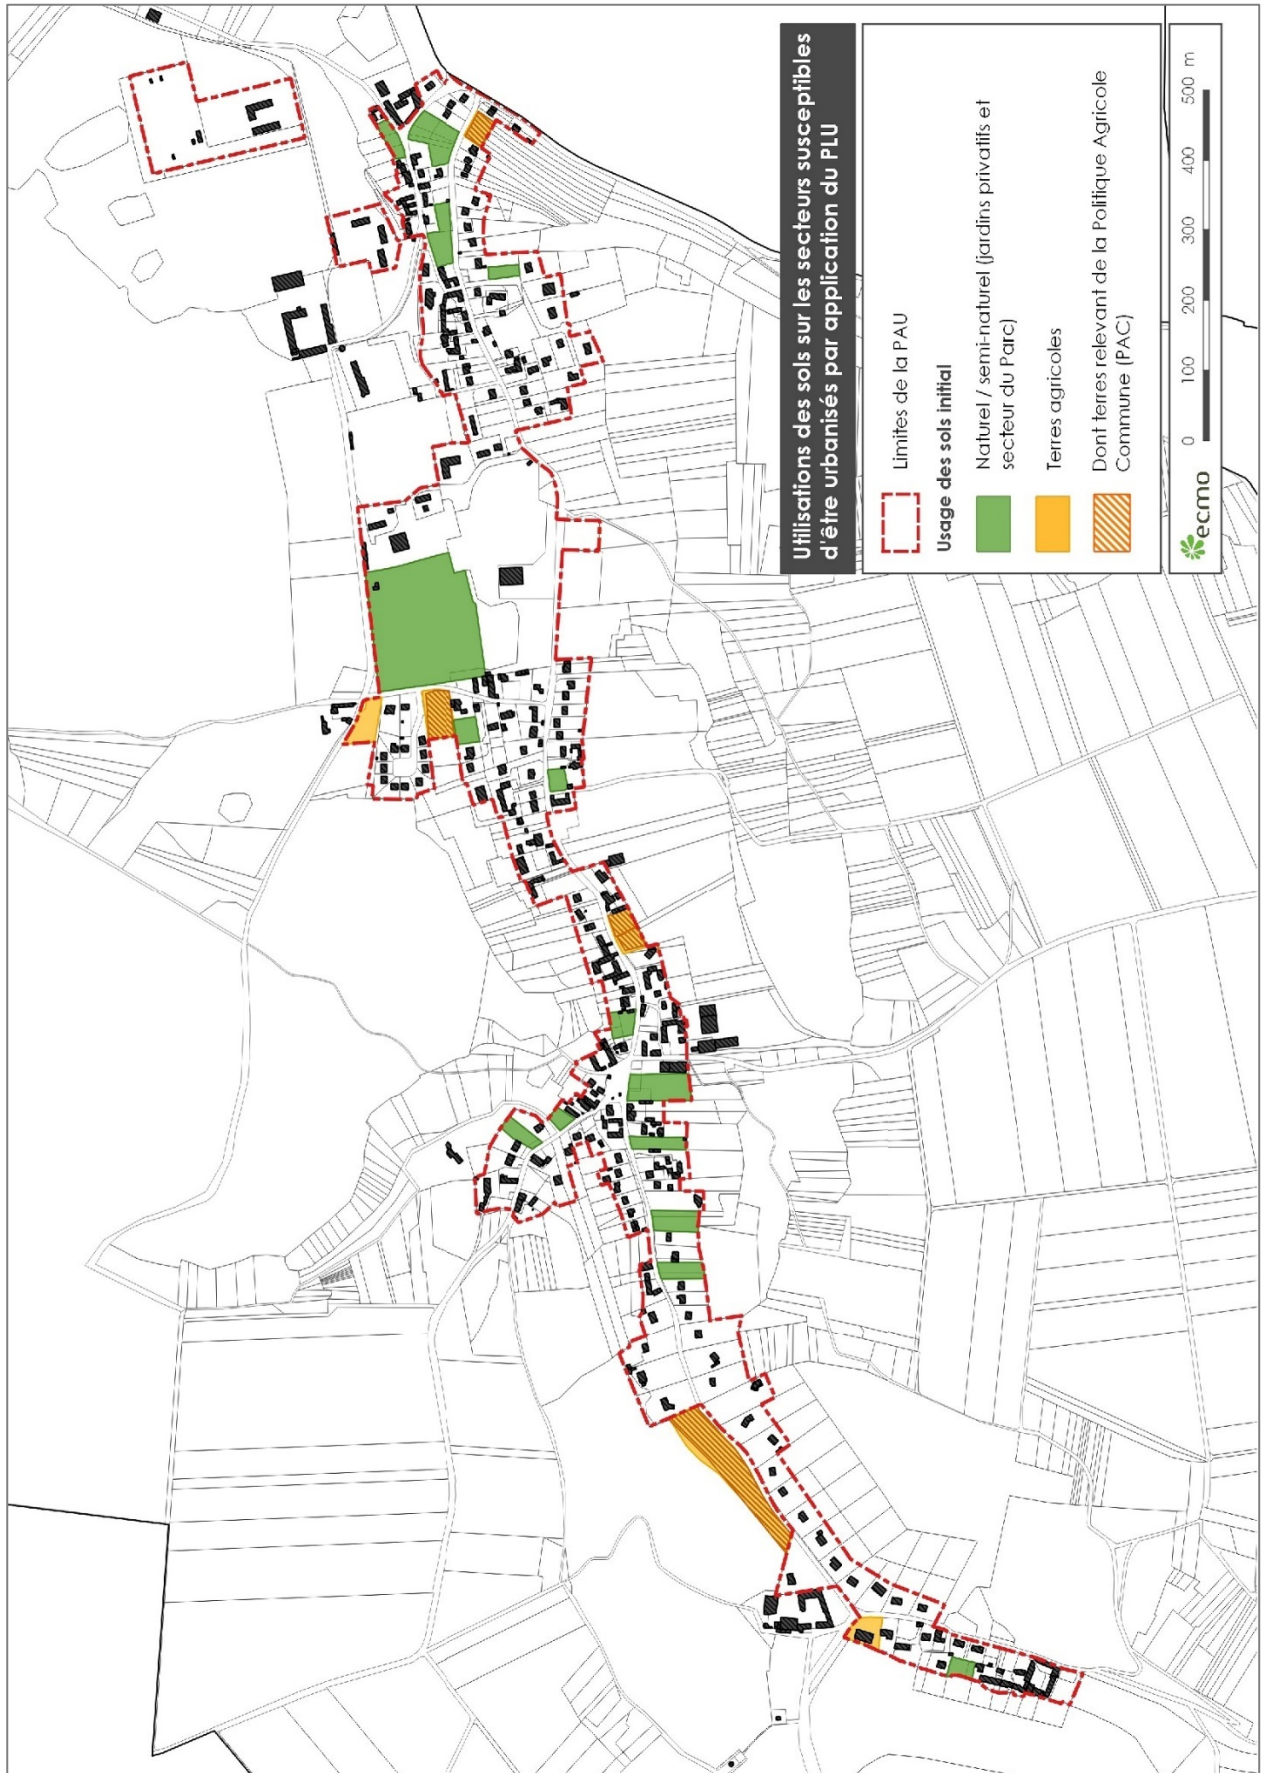 Utilisations des sols sur les secteurs susceptibles
d'être urbanisés par application du PLU
Limites de la PAU
Usage des sols initial
Naturel / semi-naturel (jardins privatifs et
secteur du Parc)
Terres agricoles
Dont terres relevant de la Politique Agricole
Commune (PAC)
ecmo
0 100 200 300 400 500 m